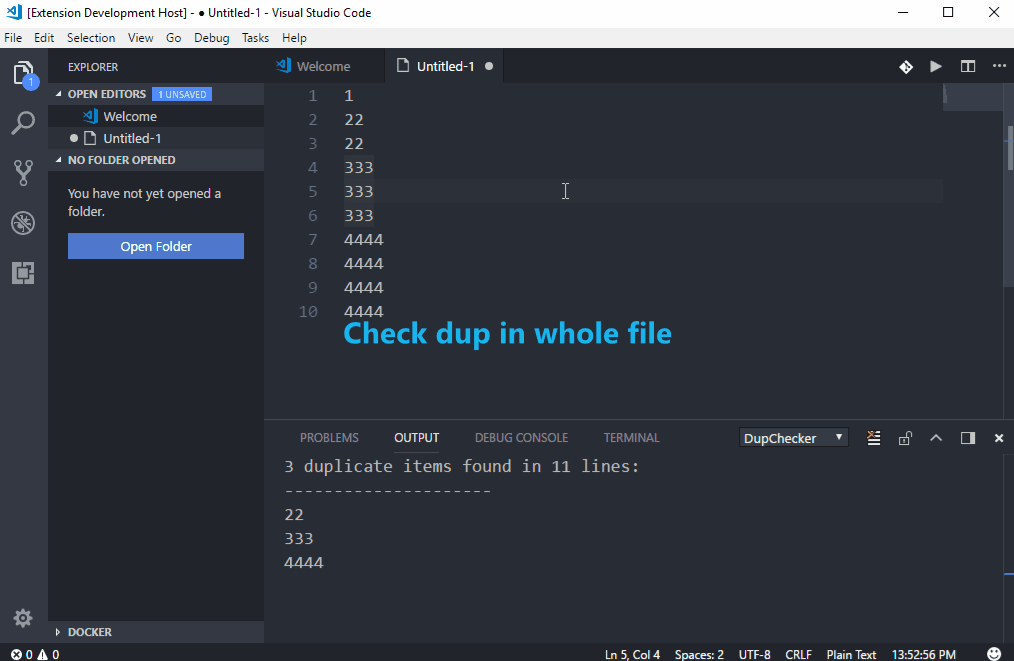 [Extension Development Host] - ● Untitled-1 - Visual Studio Code
File Edit Selection View Go Debug Tasks Help
1
EXPLORER
OPEN EDITORS 1 UNSAVED
Welcome
● Untitled-1
NO FOLDER OPENED
You have not yet opened a
folder.
Open Folder
DOCKER
Welcome Untitled-1 ●
1 1
2 22
3 22
4 333
5 333
6 333
7 4444
8 4444
9 4444
10 4444
Check dup in whole file
PROBLEMS OUTPUT DEBUG CONSOLE TERMINAL DupChecker
3 duplicate items found in 11 lines:
---------------------
22
333
4444
0 0 Ln 5, Col 4 Spaces: 2 UTF-8 CRLF Plain Text 13:52:56 PM